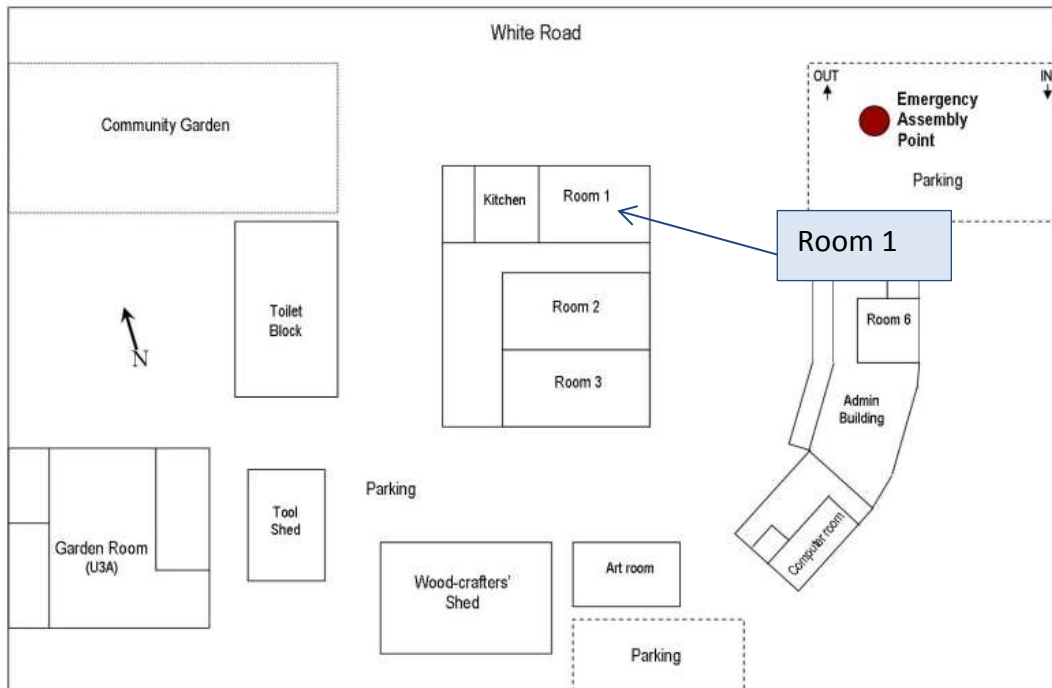 White Road
OUT
IN
Emergency
Assembly
Point
Community Garden
Parking
Kitchen
Room 1
Room 1
Toilet
Block
Room 2
Room 6
N
Room 3
Admin
Building
Parking
Tool
Shed
Garden Room
(U3A)
Computer room
Wood-crafters'
Shed
Art room
Parking